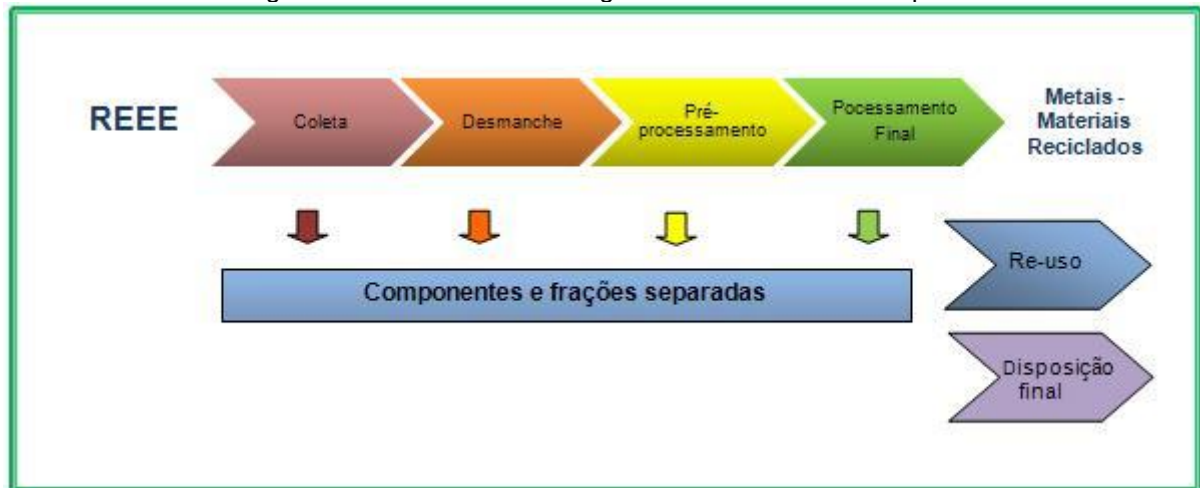 REEE
Coleta
Desmanche
Pré-
processamento
Pocessamento
Final
Metais -
Materiais
Reciclados
Componentes e frações separadas
Re-uso
Disposição
final